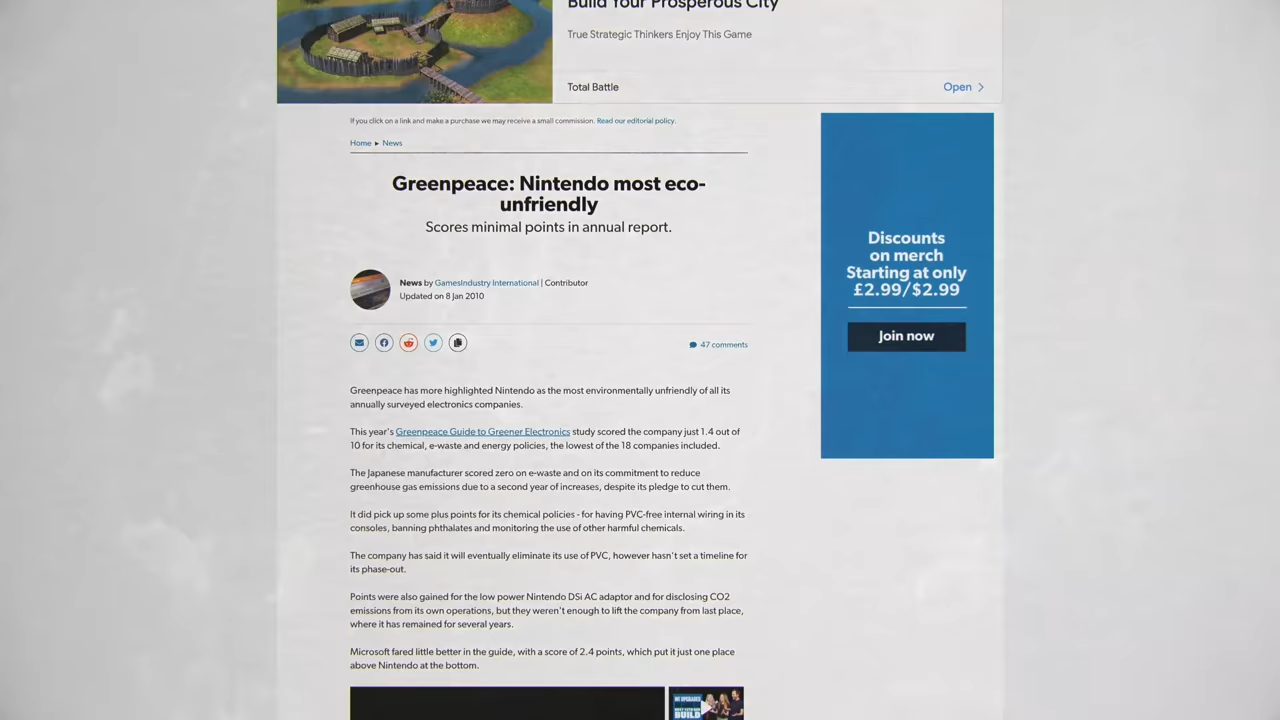 Build Your Prosperous City
True Strategic Thinkers Enjoy This Game
Total Battle
Open
If you click on a link and make a purchase we may receive a small commission. Read our editorial policy.
Home ▸ News
Greenpeace: Nintendo most eco-
unfriendly
Scores minimal points in annual report.
News by GamesIndustry International | Contributor
Updated on 8 Jan 2010
47 comments
Greenpeace has more highlighted Nintendo as the most environmentally unfriendly of all its
annually surveyed electronics companies.
This year's Greenpeace Guide to Greener Electronics study scored the company just 1.4 out of
10 for its chemical, e-waste and energy policies, the lowest of the 18 companies included.
The Japanese manufacturer scored zero on e-waste and on its commitment to reduce
greenhouse gas emissions due to a second year of increases, despite its pledge to cut them.
It did pick up some plus points for its chemical policies - for having PVC-free internal wiring in its
consoles, banning phthalates and monitoring the use of other harmful chemicals.
The company has said it will eventually eliminate its use of PVC, however hasn't set a timeline for
its phase-out.
Points were also gained for the low power Nintendo DSi AC adaptor and for disclosing CO2
emissions from its own operations, but they weren't enough to lift the company from last place,
where it has remained for several years.
Microsoft fared little better in the guide, with a score of 2.4 points, which put it just one place
above Nintendo at the bottom.
Discounts
on merch
Starting at only
£2.99/$2.99
Join now
WE UPGRADED
BUILD